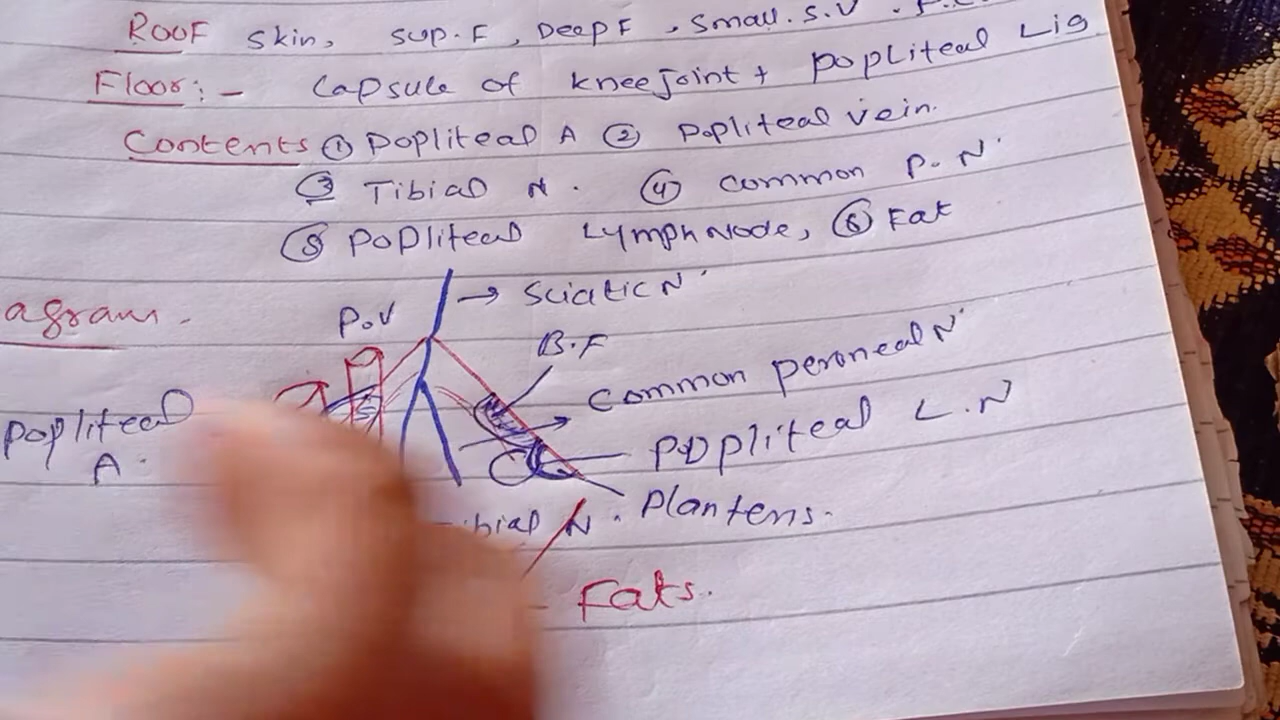 Roof skin, sup.F, Deep F, small.S.V.
Floor:- capsule of knee joint + popliteal Lig
Contents ① Popliteal A ② popliteal vein.
③ Tibial N. ④ common P.N.
⑤ popliteal Lymph Node, ⑥ Fat
agram.
→ Sciatic N
P.V
B.F
Common peroneal N
popliteal A.
Popliteal L.N
bial N.
Plantens.
Fats.